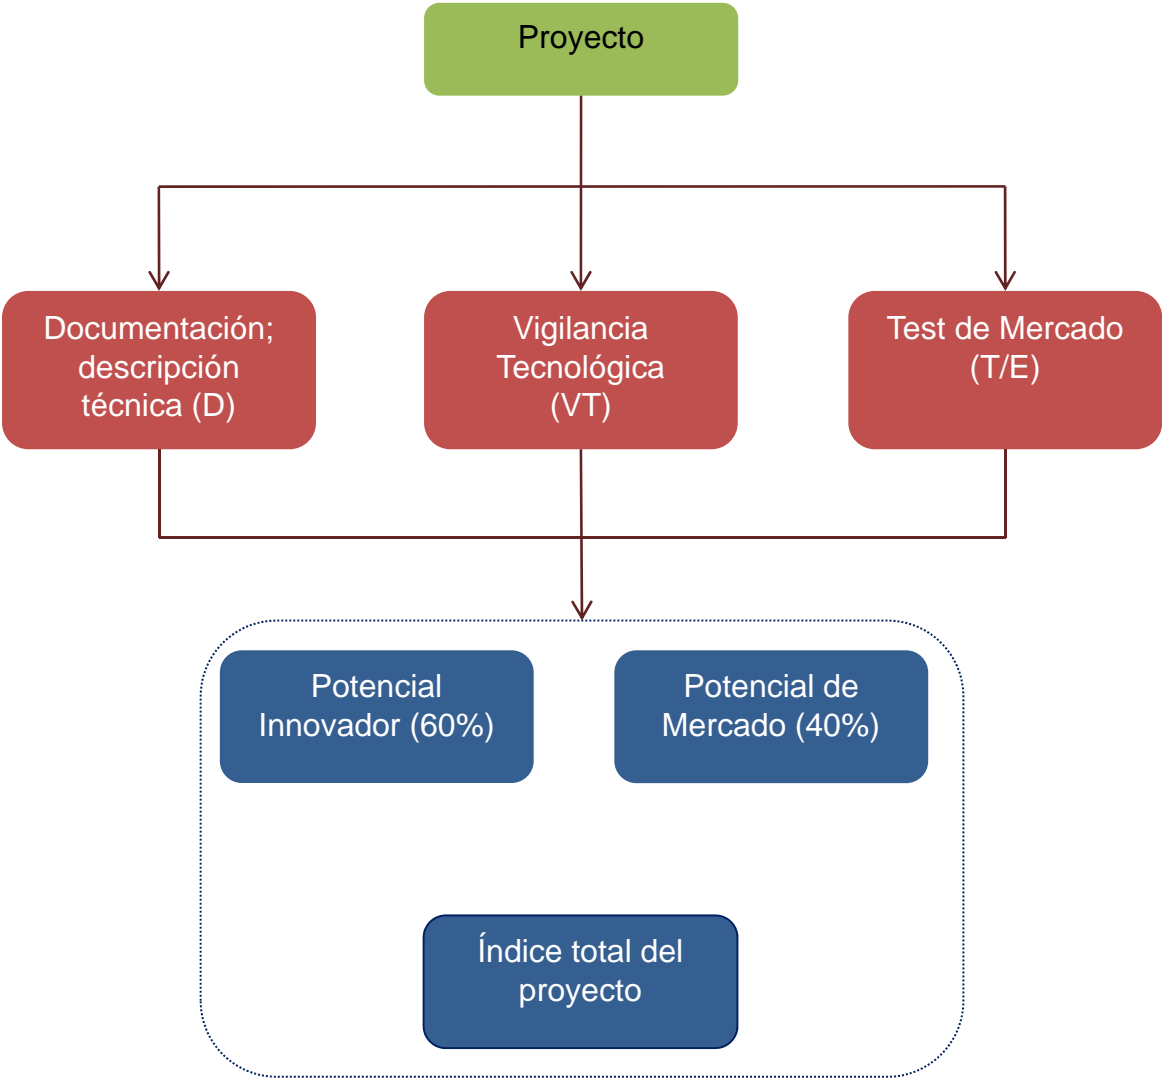 Proyecto
Documentación;
descripción
técnica (D)
Vigilancia
Tecnológica
(VT)
Test de Mercado
(T/E)
Potencial
Innovador (60%)
Potencial de
Mercado (40%)
Índice total del
proyecto